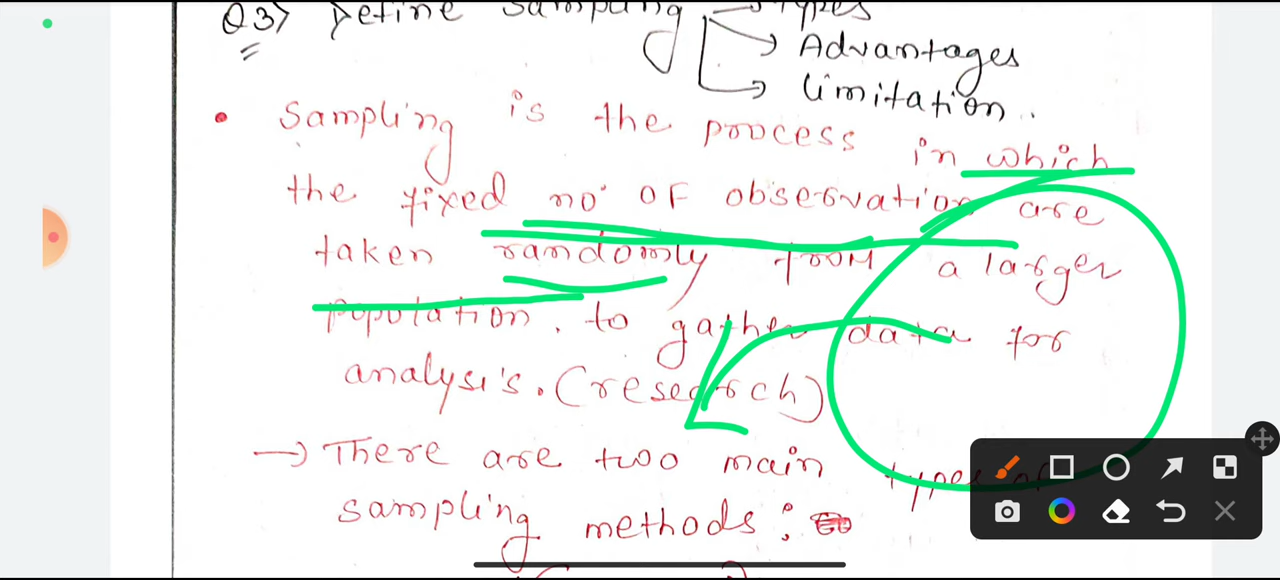 Q3> Define Sampling → Types
→ Advantages
→ limitation.
• Sampling is the process in which
the fixed no. of observation are
taken randomly from a larger
population. to gather data for
analysis. (research)
→ There are two main types of
sampling methods: